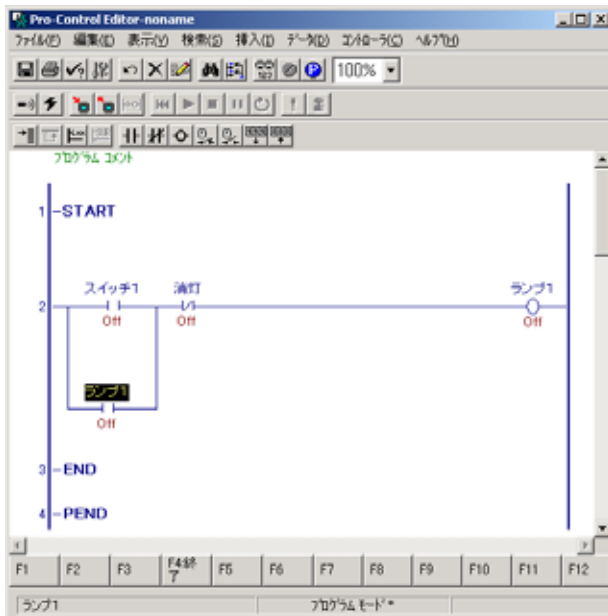 Pro-Control Editor-noname
ファイル(F) 編集(E) 表示(V) 検索(S) 挿入(I) データ(D) コントローラ(C) ヘルプ(H)
100%
プログラム コメント
1 START
スイッチ1 消灯 ランプ1
2
Off Off Off
ランプ1
Off
3 END
4 PEND
F1 F2 F3 F4:終了 F5 F6 F7 F8 F9 F10 F11 F12
ランプ1 プログラム モード*